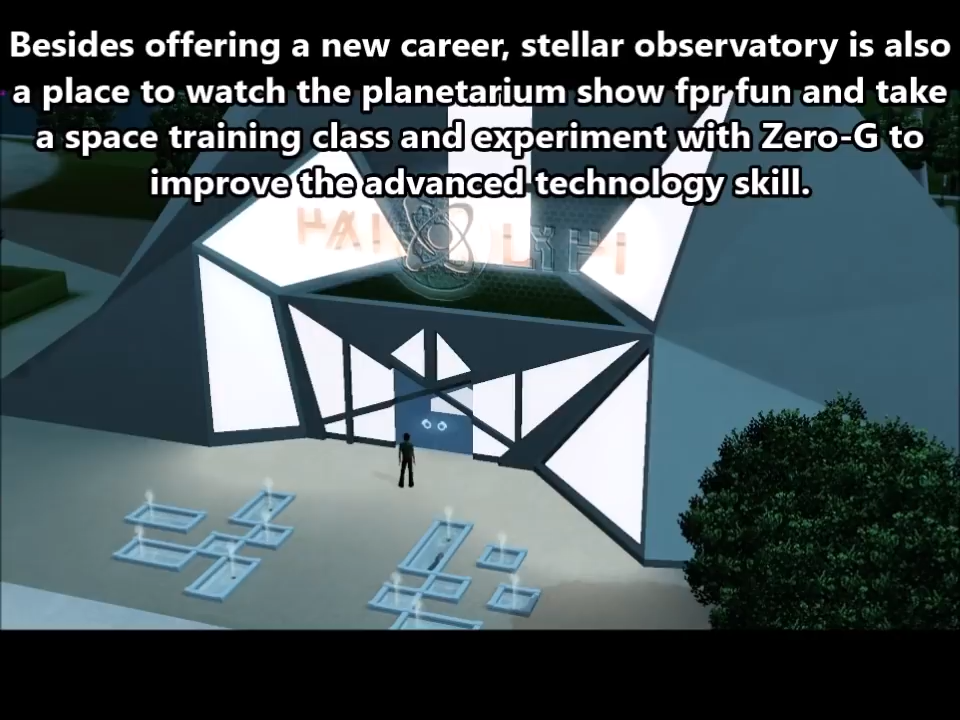 Besides offering a new career, stellar observatory is also
a place to watch the planetarium show fpr fun and take
a space training class and experiment with Zero-G to
improve the advanced technology skill.